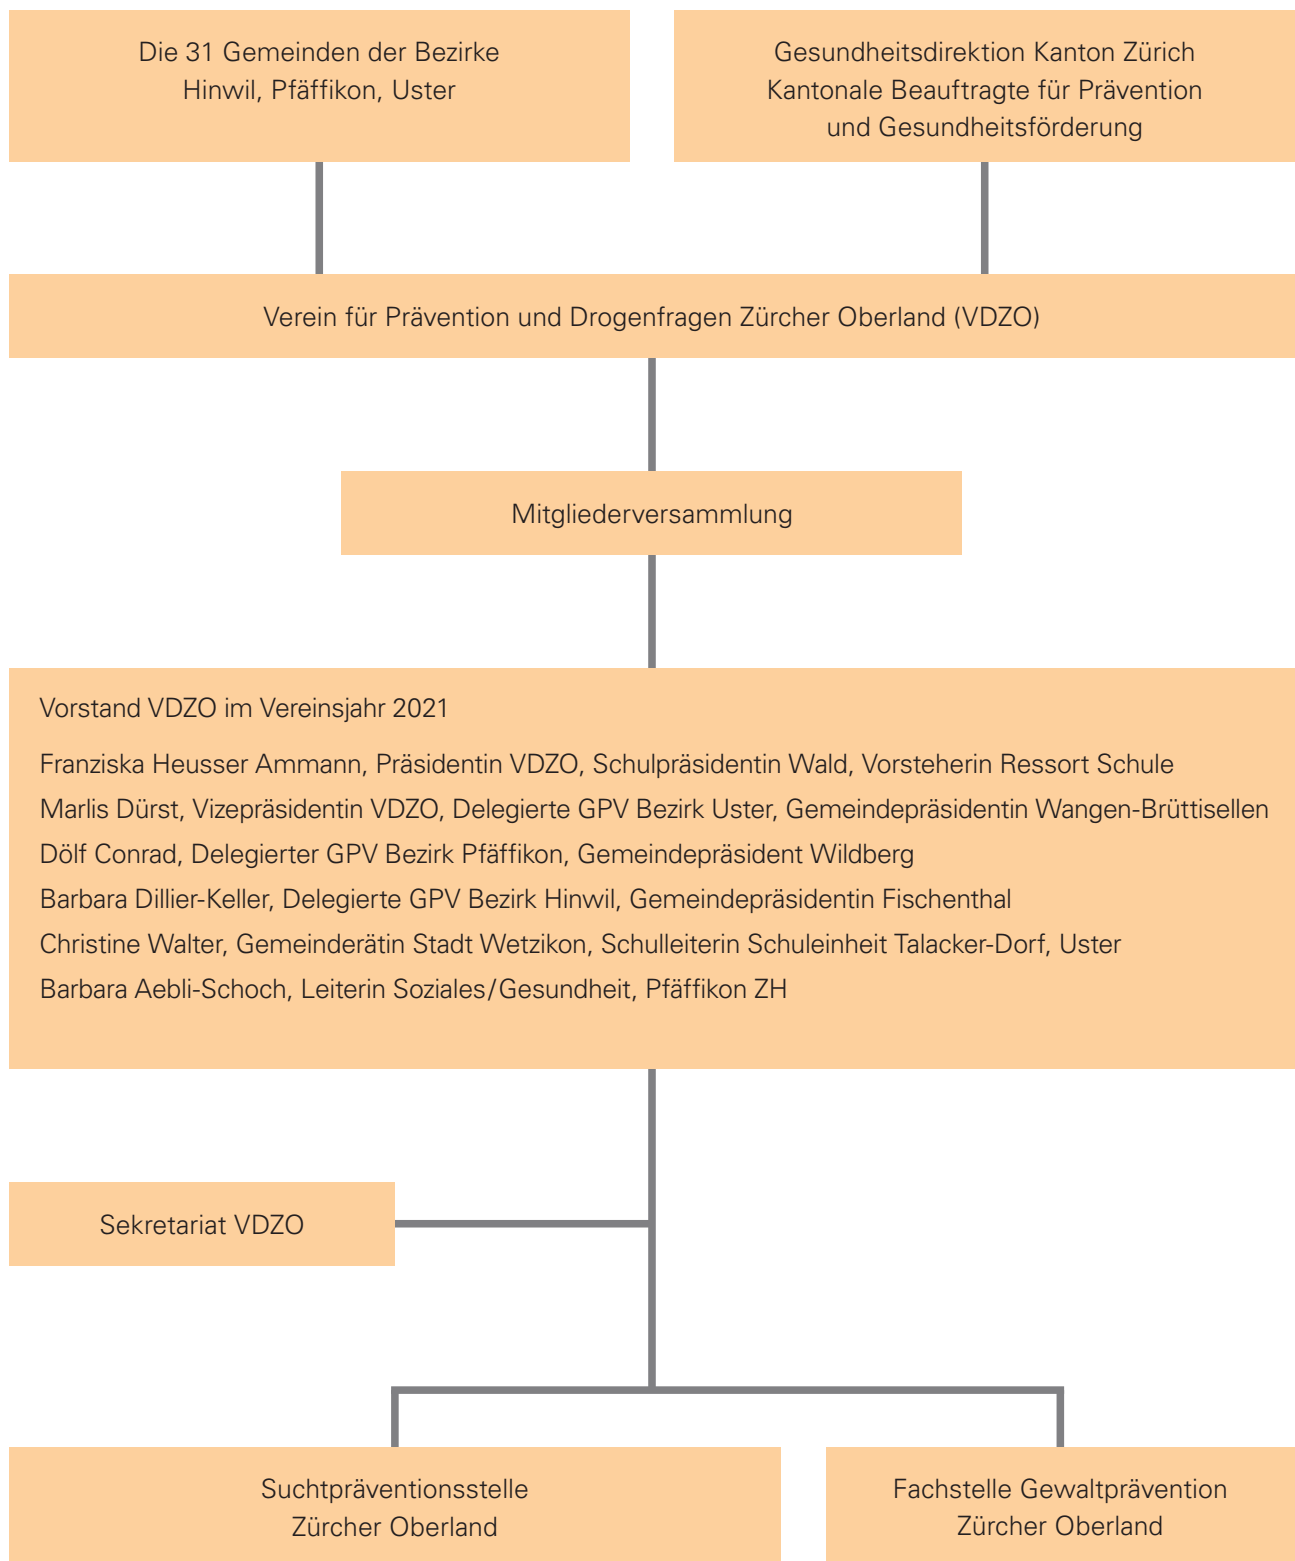 Die 31 Gemeinden der Bezirke
Hinwil, Pfäffikon, Uster
Gesundheitsdirektion Kanton Zürich
Kantonale Beauftragte für Prävention
und Gesundheitsförderung
Verein für Prävention und Drogenfragen Zürcher Oberland (VDZO)
Mitgliederversammlung
Vorstand VDZO im Vereinsjahr 2021
Franziska Heusser Ammann, Präsidentin VDZO, Schulpräsidentin Wald, Vorsteherin Ressort Schule
Marlis Dürst, Vizepräsidentin VDZO, Delegierte GPV Bezirk Uster, Gemeindepräsidentin Wangen-Brüttisellen
Dölf Conrad, Delegierter GPV Bezirk Pfäffikon, Gemeindepräsident Wildberg
Barbara Dillier-Keller, Delegierte GPV Bezirk Hinwil, Gemeindepräsidentin Fischenthal
Christine Walter, Gemeinderätin Stadt Wetzikon, Schulleiterin Schuleinheit Talacker-Dorf, Uster
Barbara Aebli-Schoch, Leiterin Soziales/Gesundheit, Pfäffikon ZH
Sekretariat VDZO
Suchtpräventionsstelle
Zürcher Oberland
Fachstelle Gewaltprävention
Zürcher Oberland